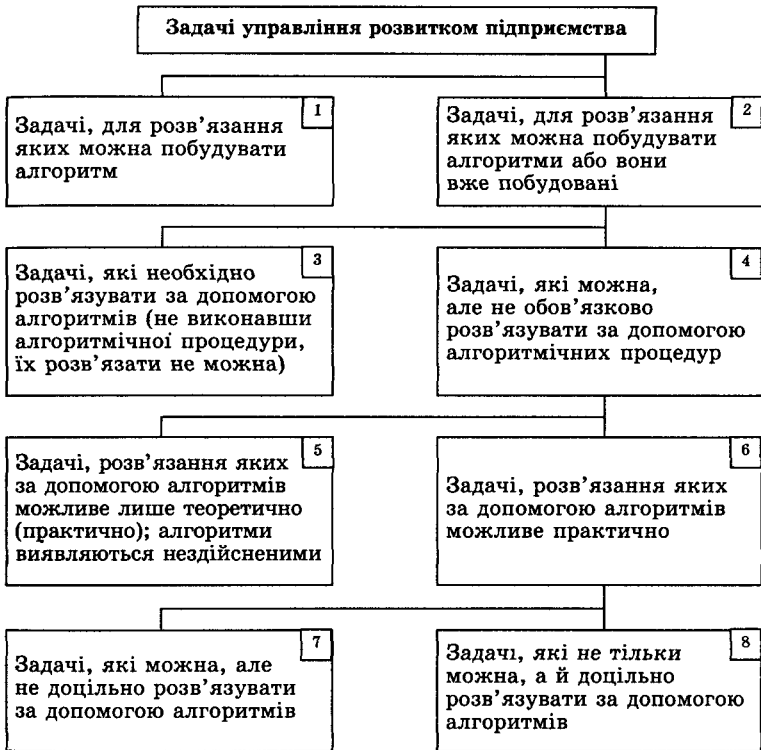 Задачі управління розвитком підприємства
1
Задачі, для розв'язання
яких можна побудувати
алгоритм
2
Задачі, для розв'язання
яких можна побудувати
алгоритми або вони
вже побудовані
3
Задачі, які необхідно
розв'язувати за допомогою
алгоритмів (не виконавши
алгоритмічної процедури,
їх розв'язати не можна)
4
Задачі, які можна,
але не обов'язково
розв'язувати за допомогою
алгоритмічних процедур
5
Задачі, розв'язання яких
за допомогою алгоритмів
можливе лише теоретично
(практично); алгоритми
виявляються нездійсненими
6
Задачі, розв'язання яких
за допомогою алгоритмів
можливе практично
7
Задачі, які можна, але
не доцільно розв'язувати
за допомогою алгоритмів
8
Задачі, які не тільки
можна, а й доцільно
розв'язувати за допомогою
алгоритмів